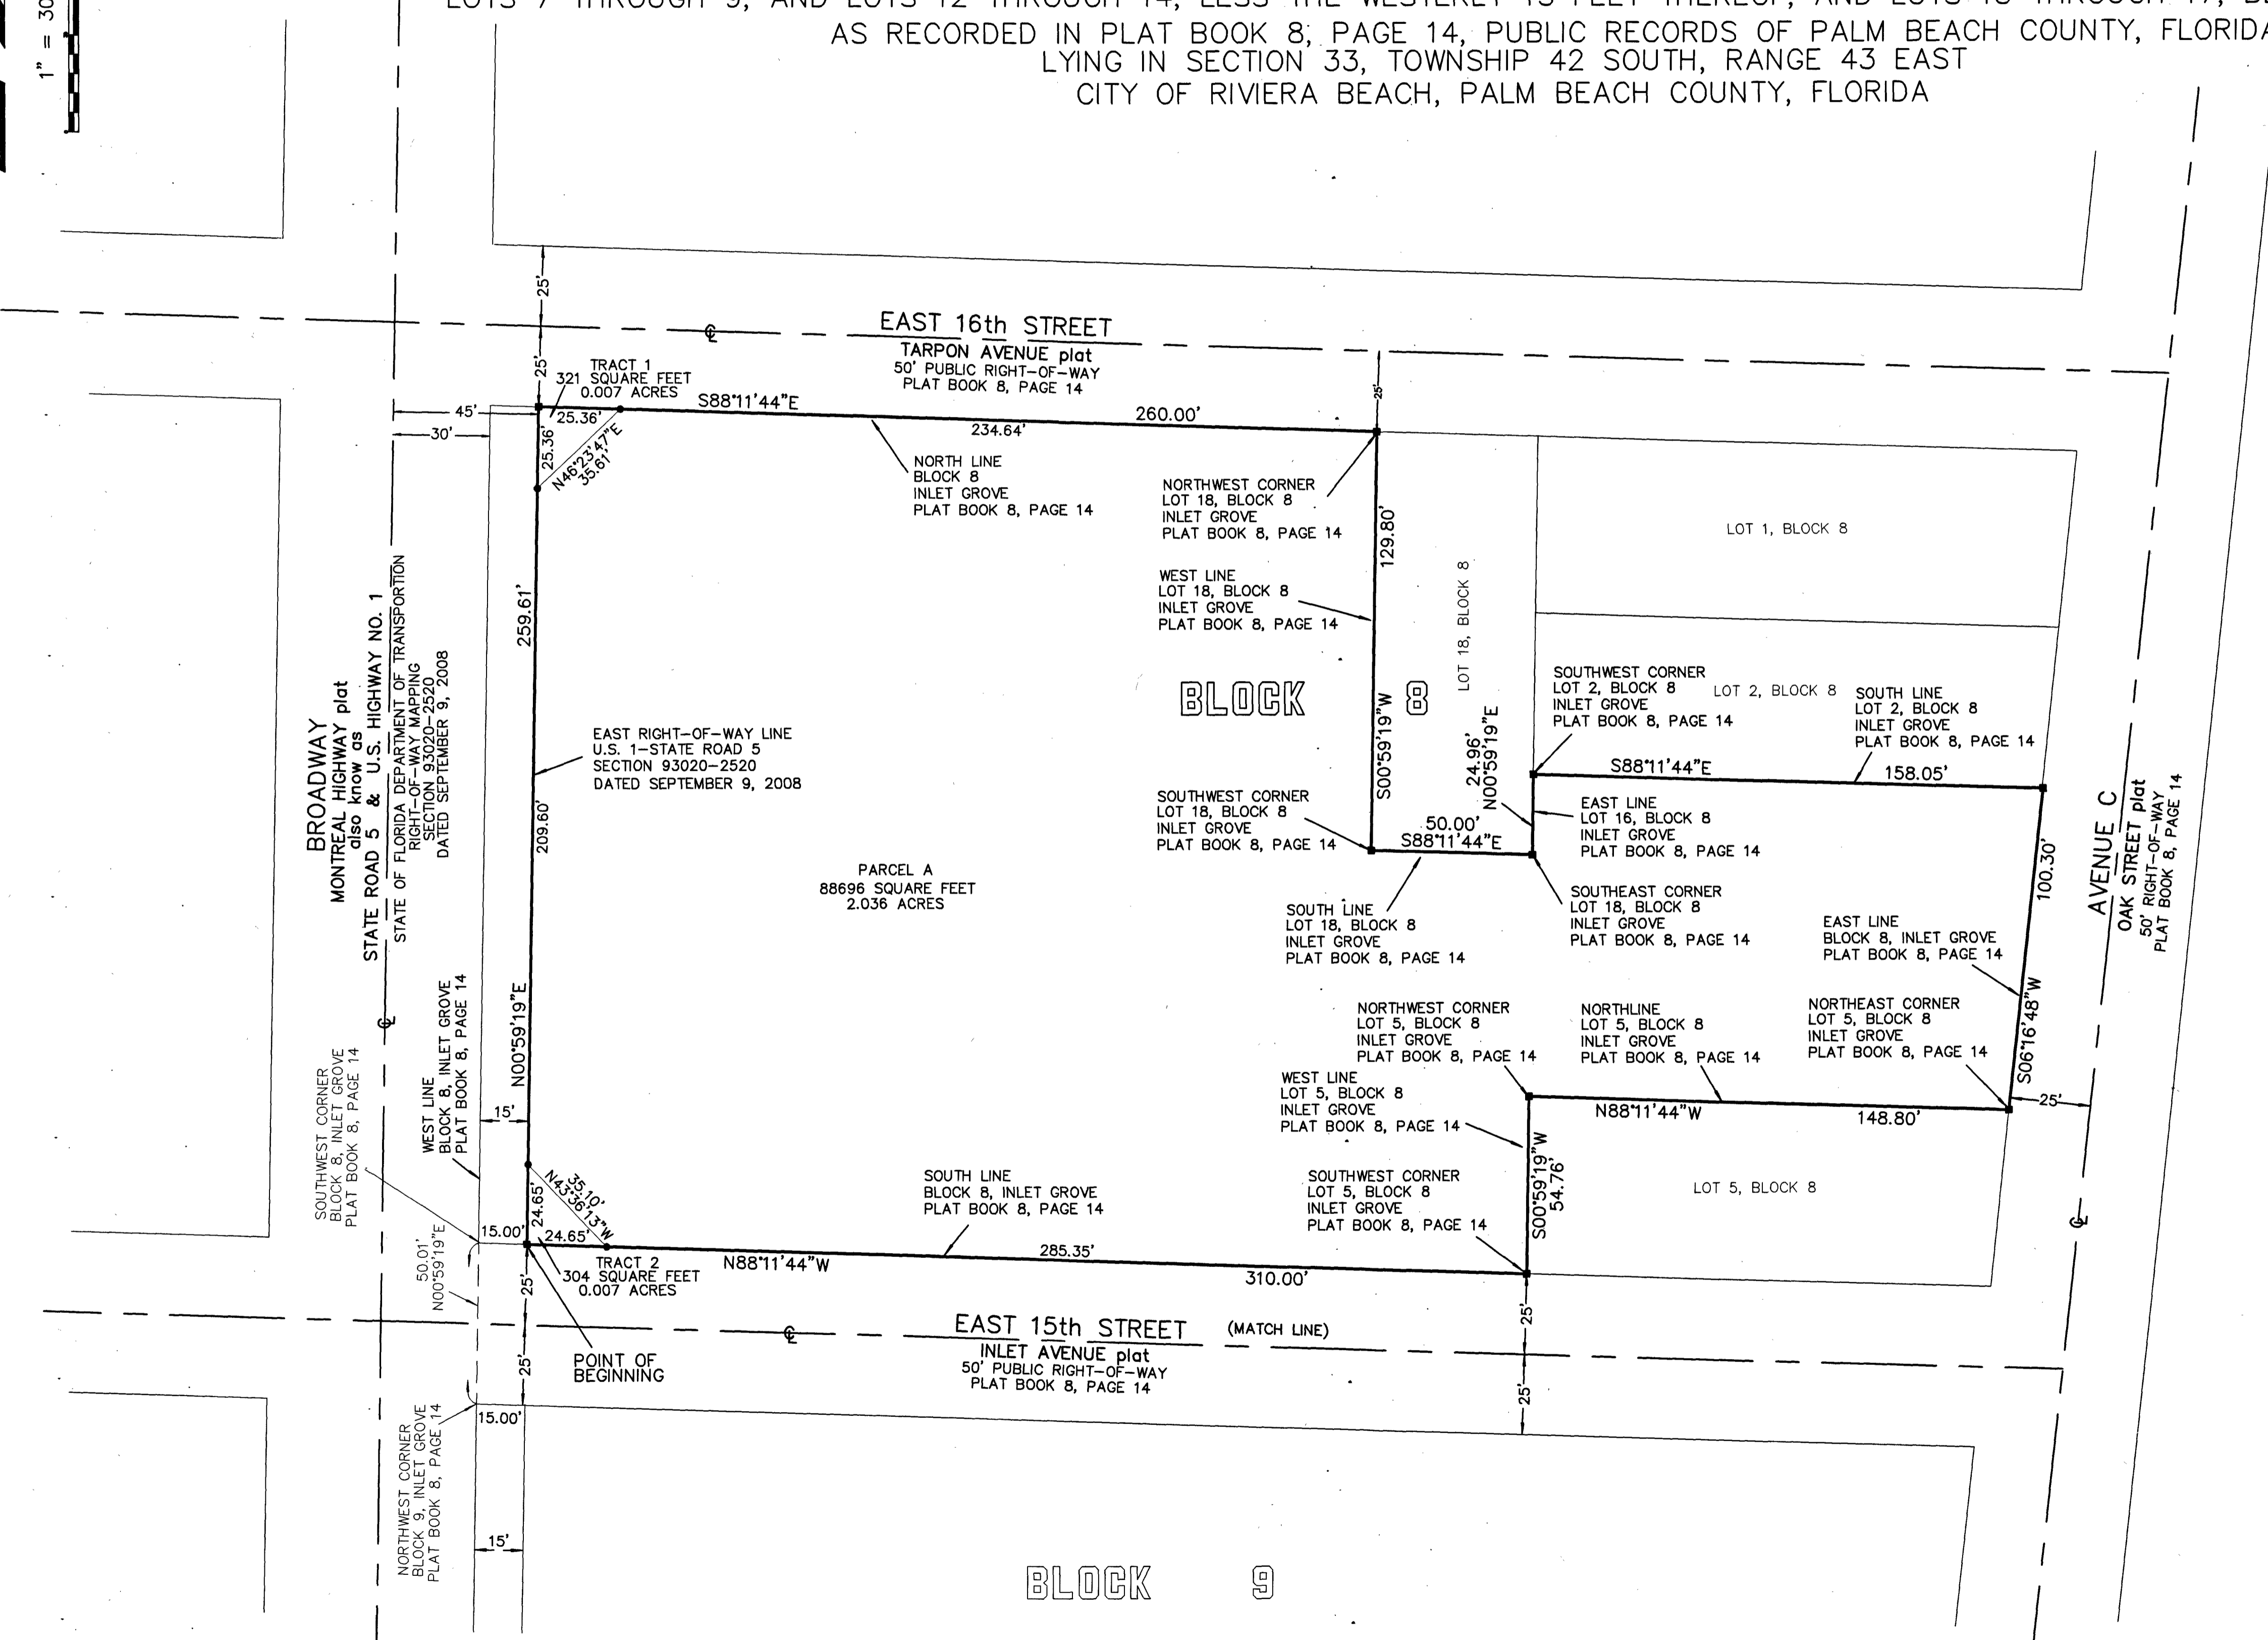 1" = 30
AS RECORDED IN PLAT BOOK 8, PAGE 14, PUBLIC RECORDS OF PALM BEACH COUNTY, FLORIDA
LYING IN SECTION 33, TOWNSHIP 42 SOUTH, RANGE 43 EAST
CITY OF RIVIERA BEACH, PALM BEACH COUNTY, FLORIDA
25'
EAST 16th STREET
TARPON AVENUE plat
50' PUBLIC RIGHT-OF-WAY
PLAT BOOK 8, PAGE 14
25'
TRACT 1
321 SQUARE FEET
0.007 ACRES
25'
45'
30'
25.36'
25.36'
N46°23'47"E
35.61'
S88°11'44"E
260.00'
234.64'
NORTH LINE
BLOCK 8
INLET GROVE
PLAT BOOK 8, PAGE 14
NORTHWEST CORNER
LOT 18, BLOCK 8
INLET GROVE
PLAT BOOK 8, PAGE 14
129.80'
LOT 1, BLOCK 8
WEST LINE
LOT 18, BLOCK 8
INLET GROVE
PLAT BOOK 8, PAGE 14
LOT 18, BLOCK 8
259.61'
BLOCK 8
S00°59'19"W
24.96'
N00°59'19"E
SOUTHWEST CORNER
LOT 2, BLOCK 8
INLET GROVE
PLAT BOOK 8, PAGE 14
LOT 2, BLOCK 8
SOUTH LINE
LOT 2, BLOCK 8
INLET GROVE
PLAT BOOK 8, PAGE 14
S88°11'44"E
158.05'
BROADWAY
MONTREAL HIGHWAY plat
also know as
STATE ROAD 5 & U.S. HIGHWAY NO. 1
STATE OF FLORIDA DEPARTMENT OF TRANSPORTION
RIGHT-OF-WAY MAPPING
SECTION 93020-2520
DATED SEPTEMBER 9, 2008
EAST RIGHT-OF-WAY LINE
U.S. 1-STATE ROAD 5
SECTION 93020-2520
DATED SEPTEMBER 9, 2008
209.60'
SOUTHWEST CORNER
LOT 18, BLOCK 8
INLET GROVE
PLAT BOOK 8, PAGE 14
50.00'
S88°11'44"E
EAST LINE
LOT 16, BLOCK 8
INLET GROVE
PLAT BOOK 8, PAGE 14
100.30'
AVENUE C
OAK STREET plat
50' RIGHT-OF-WAY
PLAT BOOK 8, PAGE 14
PARCEL A
88696 SQUARE FEET
2.036 ACRES
SOUTH LINE
LOT 18, BLOCK 8
INLET GROVE
PLAT BOOK 8, PAGE 14
SOUTHEAST CORNER
LOT 18, BLOCK 8
INLET GROVE
PLAT BOOK 8, PAGE 14
EAST LINE
BLOCK 8, INLET GROVE
PLAT BOOK 8, PAGE 14
N00°59'19"E
WEST LINE
BLOCK 8, INLET GROVE
PLAT BOOK 8, PAGE 14
SOUTHWEST CORNER
BLOCK 8, INLET GROVE
PLAT BOOK 8, PAGE 14
15'
NORTHWEST CORNER
LOT 5, BLOCK 8
INLET GROVE
PLAT BOOK 8, PAGE 14
NORTHLINE
LOT 5, BLOCK 8
INLET GROVE
PLAT BOOK 8, PAGE 14
NORTHEAST CORNER
LOT 5, BLOCK 8
INLET GROVE
PLAT BOOK 8, PAGE 14
S06°16'48"W
25'
WEST LINE
LOT 5, BLOCK 8
INLET GROVE
PLAT BOOK 8, PAGE 14
N88°11'44"W
148.80'
S00°59'19"W
54.76'
LOT 5, BLOCK 8
SOUTHWEST CORNER
LOT 5, BLOCK 8
INLET GROVE
PLAT BOOK 8, PAGE 14
SOUTH LINE
BLOCK 8, INLET GROVE
PLAT BOOK 8, PAGE 14
35.10'
N43°36'13"W
24.65'
24.65'
15.00'
50.01'
N00°59'19"E
TRACT 2
304 SQUARE FEET
0.007 ACRES
N88°11'44"W
285.35'
310.00'
25'
25'
EAST 15th STREET (MATCH LINE)
INLET AVENUE plat
50' PUBLIC RIGHT-OF-WAY
PLAT BOOK 8, PAGE 14
POINT OF
BEGINNING
25'
25'
15.00'
NORTHWEST CORNER
BLOCK 9, INLET GROVE
PLAT BOOK 8, PAGE 14
15'
BLOCK 9